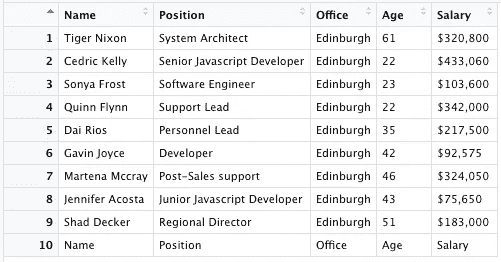 Name Position Office Age Salary
1 Tiger Nixon System Architect Edinburgh 61 $320,800
2 Cedric Kelly Senior Javascript Developer Edinburgh 22 $433,060
3 Sonya Frost Software Engineer Edinburgh 23 $103,600
4 Quinn Flynn Support Lead Edinburgh 22 $342,000
5 Dai Rios Personnel Lead Edinburgh 35 $217,500
6 Gavin Joyce Developer Edinburgh 42 $92,575
7 Martena Mccray Post-Sales support Edinburgh 46 $324,050
8 Jennifer Acosta Junior Javascript Developer Edinburgh 43 $75,650
9 Shad Decker Regional Director Edinburgh 51 $183,000
10 Name Position Office Age Salary